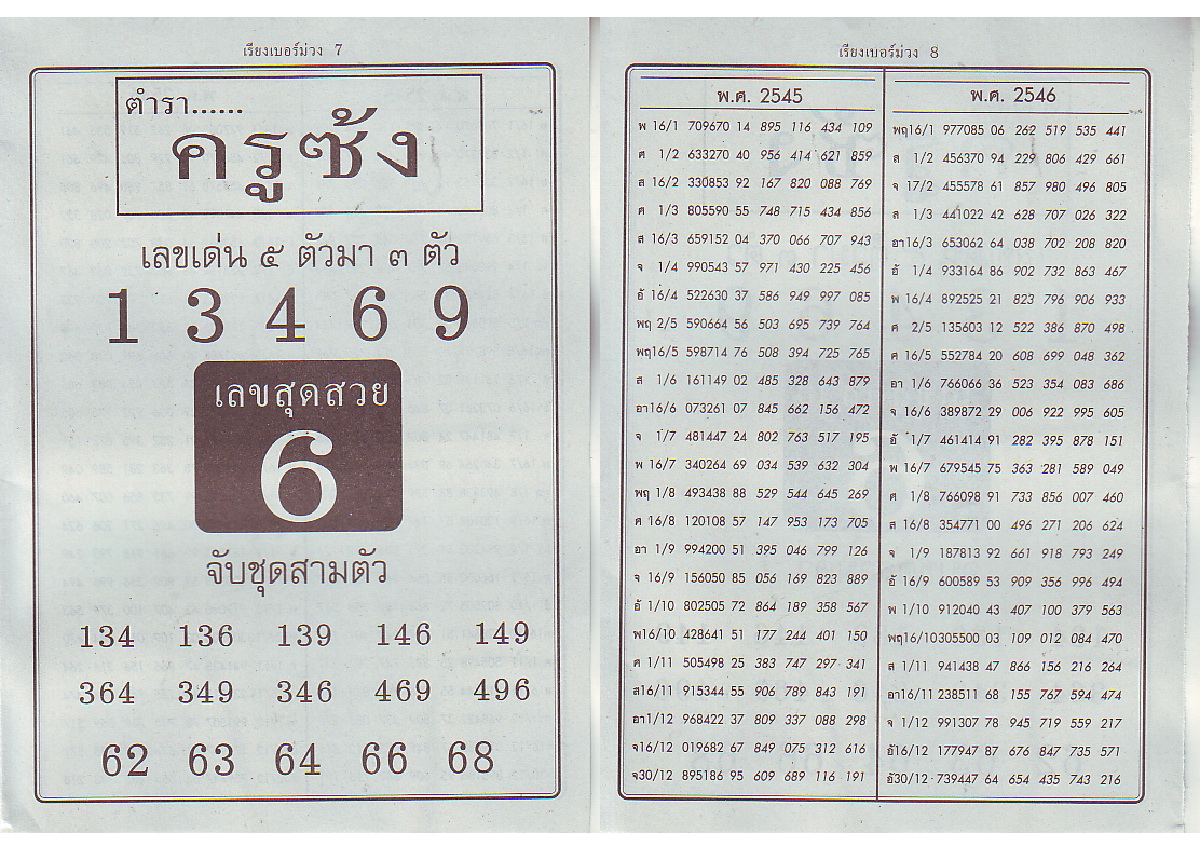 เรียงเบอร์ม่วง 7
ตำรา......
ครูซ้ง
เลขเด่น ๕ ตัวมา ๓ ตัว
1 3 4 6 9
เลขสุดสวย
6
จับชุดสามตัว
134 136 139 146 149
364 349 346 469 496
62 63 64 66 68
เรียงเบอร์ม่วง 8
พ.ศ. 2545
พ 16/1 709670 14 895 116 434 109
ศ 1/2 633270 40 956 414 621 859
ส 16/2 330853 92 167 820 088 769
ศ 1/3 805590 55 748 715 434 856
ส 16/3 659152 04 370 066 707 943
จ 1/4 990543 57 971 430 225 456
อั 16/4 522630 37 586 949 997 085
พฤ 2/5 590664 56 503 695 739 764
พฤ16/5 598714 76 508 394 725 765
ส 1/6 161149 02 485 328 643 879
อา16/6 073261 07 845 662 156 472
จ 1/7 481447 24 802 763 517 195
พ 16/7 340264 69 034 539 632 304
พฤ 1/8 493438 88 529 544 645 269
ศ 16/8 120108 57 147 953 173 705
อา 1/9 994200 51 395 046 799 126
จ 16/9 156050 85 056 169 823 889
อั 1/10 802505 72 864 189 358 567
พ16/10 428641 51 177 244 401 150
ศ 1/11 505498 25 383 747 297 341
ส16/11 915344 55 906 789 843 191
อา1/12 968422 37 809 337 088 298
จ16/12 019682 67 849 075 312 616
จ30/12 895186 95 609 689 116 191
พ.ศ. 2546
พฤ16/1 977085 06 262 519 535 441
ส 1/2 456370 94 229 806 429 661
จ 17/2 455578 61 857 980 496 805
ส 1/3 441022 42 628 707 026 322
อา16/3 653062 64 038 702 208 820
อั 1/4 933164 86 902 732 863 467
พ 16/4 892525 21 823 796 906 933
ศ 2/5 135603 12 522 386 870 498
ศ 16/5 552784 20 608 699 048 362
อา 1/6 766066 36 523 354 083 686
จ 16/6 389872 29 006 922 995 605
อั 1/7 461414 91 282 395 878 151
พ 16/7 679545 75 363 281 589 049
ศ 1/8 766098 91 733 856 007 460
ส 16/8 354771 00 496 271 206 624
จ 1/9 187813 92 661 918 793 249
อั 16/9 600589 53 909 356 996 494
พ 1/10 912040 43 407 100 379 563
พฤ16/10305500 03 109 012 084 470
ส 1/11 941438 47 866 156 216 264
อา16/11 238511 68 155 767 594 474
จ 1/12 991307 78 945 719 559 217
อั16/12 177947 87 676 847 735 571
อั30/12 739447 64 654 435 743 216